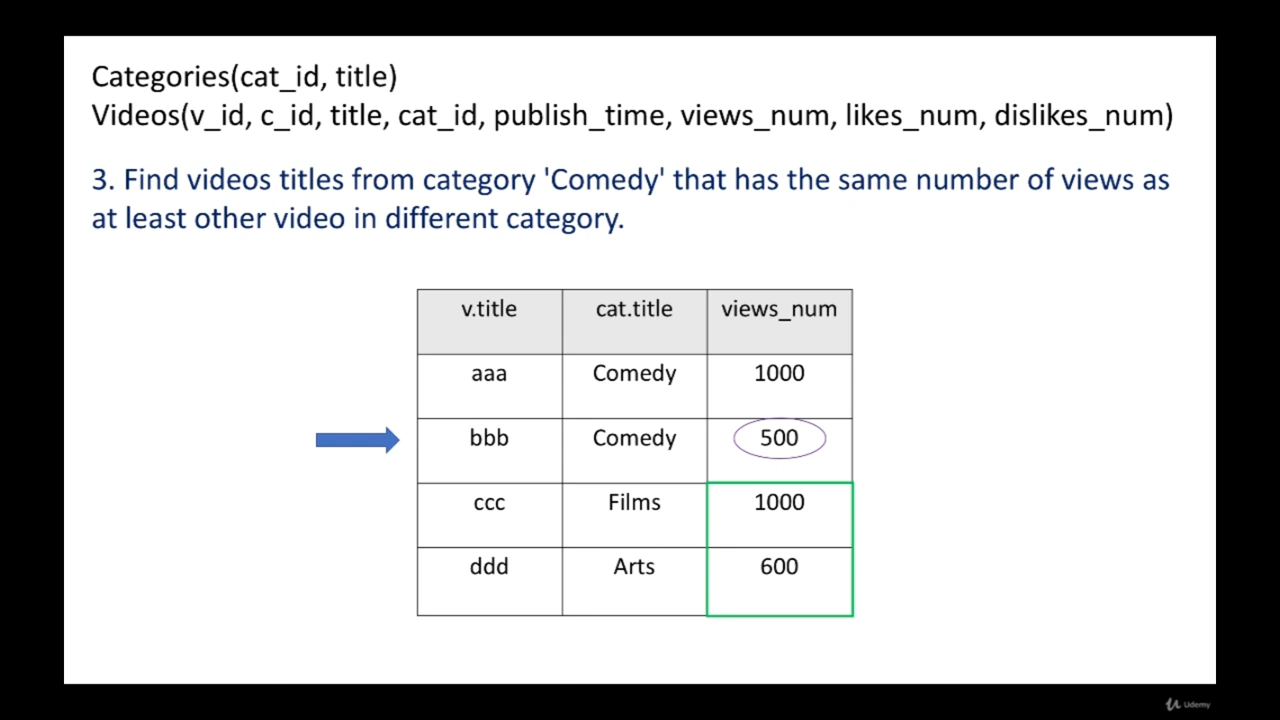 Categories(cat_id, title)
Videos(v_id, c_id, title, cat_id, publish_time, views_num, likes_num, dislikes_num)
3. Find videos titles from category 'Comedy' that has the same number of views as
at least other video in different category.
v.title cat.title views_num
aaa Comedy 1000
bbb Comedy 500
ccc Films 1000
ddd Arts 600
Udemy